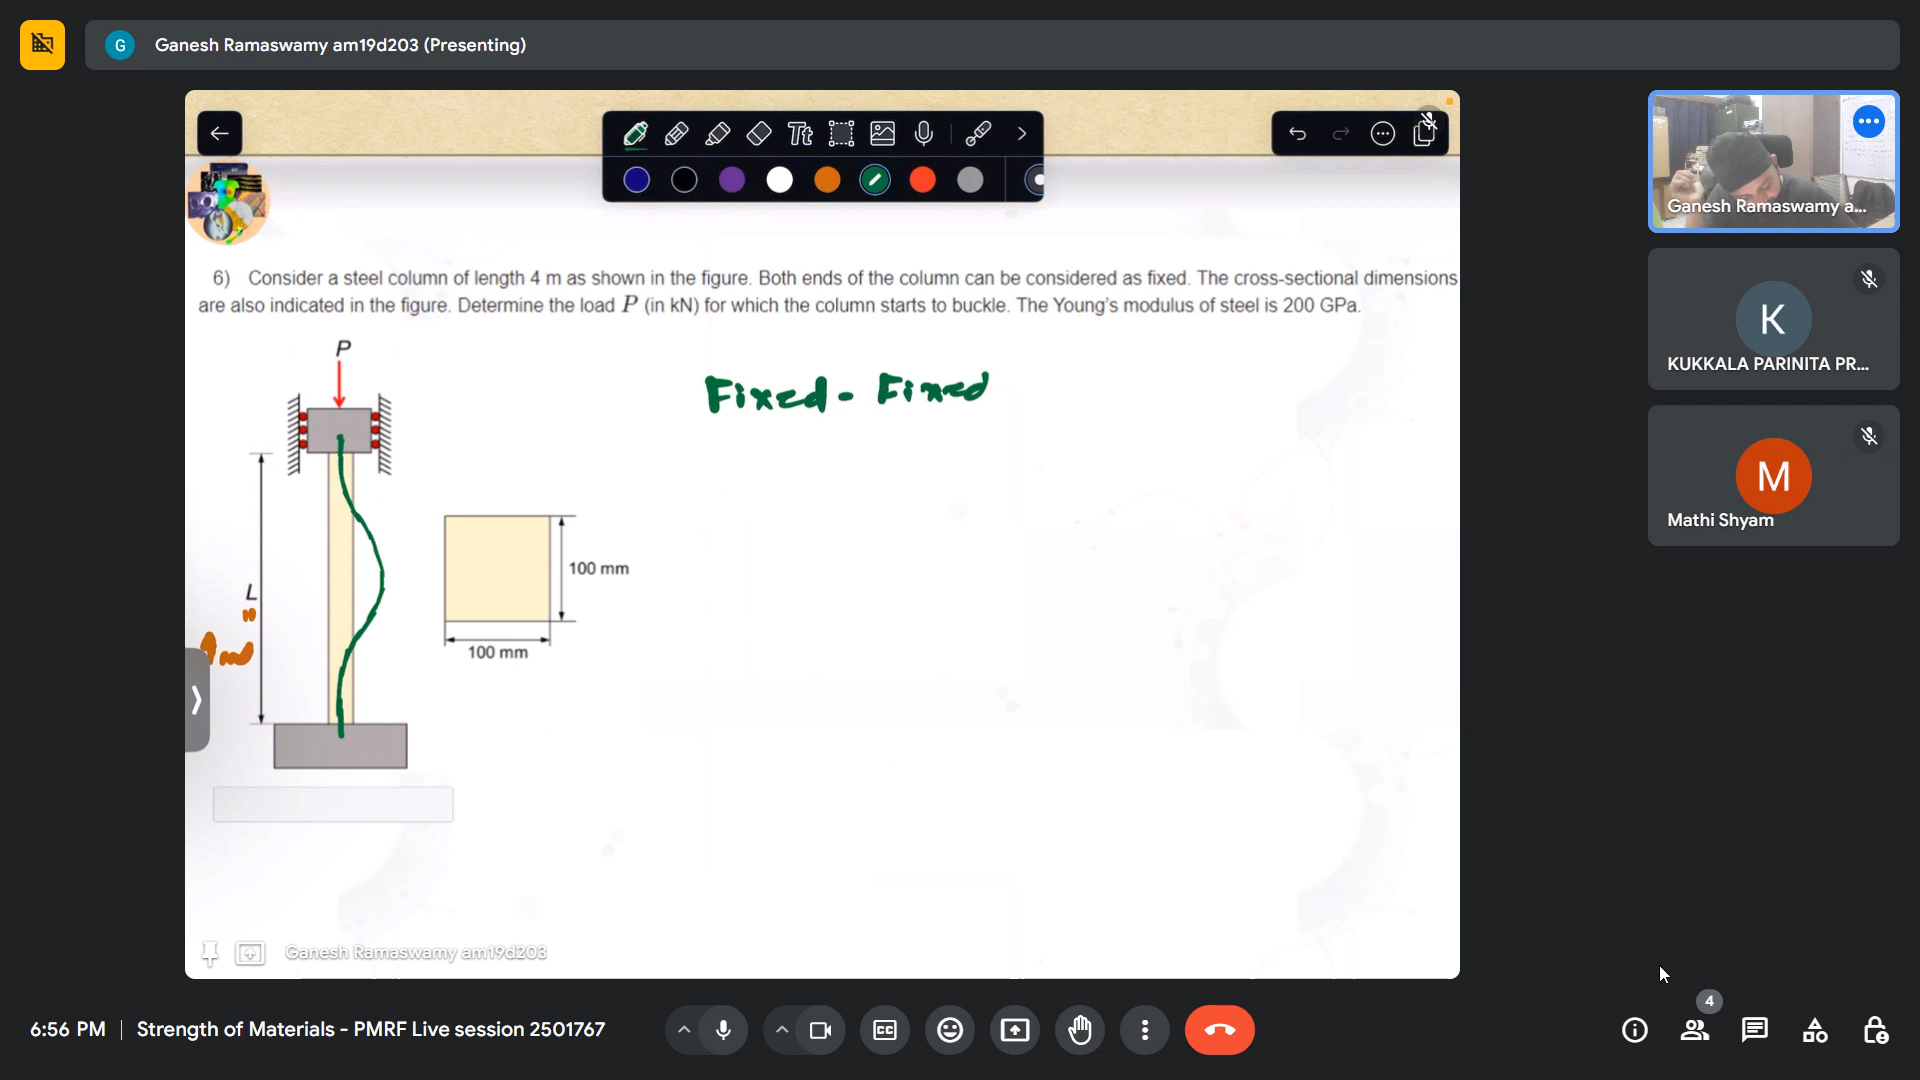 G Ganesh Ramaswamy am19d203 (Presenting)
Tt
6) Consider a steel column of length 4 m as shown in the figure. Both ends of the column can be considered as fixed. The cross-sectional dimensions
are also indicated in the figure. Determine the load P (in kN) for which the column starts to buckle. The Young's modulus of steel is 200 GPa.
P
Fixed - Fixed
L
100 mm
100 mm
Ganesh Ramaswamy am19d203
Ganesh Ramaswamy a...
K
KUKKALA PARINITA PR...
M
Mathi Shyam
6:56 PM | Strength of Materials - PMRF Live session 2501767
CC
4